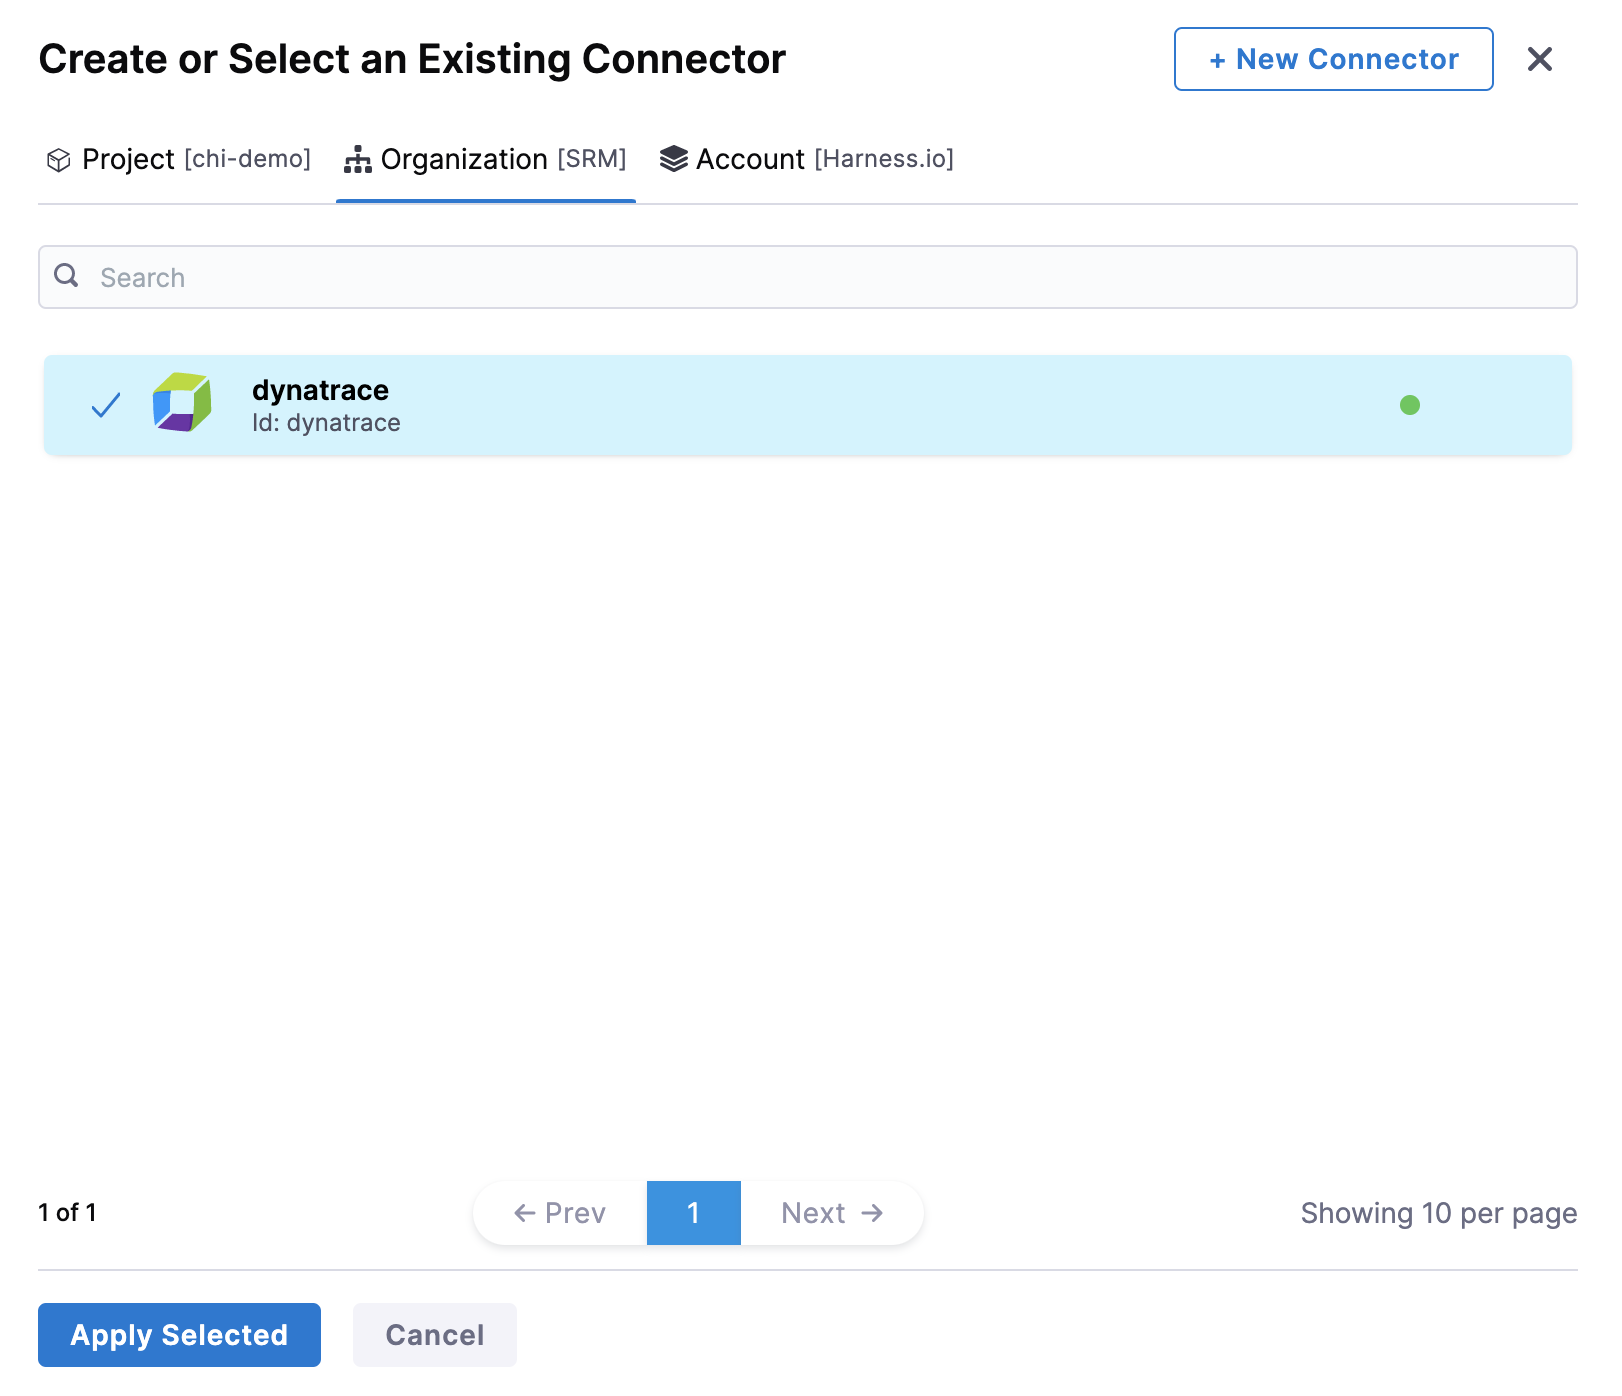 Create or Select an Existing Connector
+ New Connector
Project [chi-demo]
Organization [SRM]
Account [Harness.io]
Search
dynatrace
Id: dynatrace
1 of 1
← Prev
1
Next →
Showing 10 per page
Apply Selected
Cancel